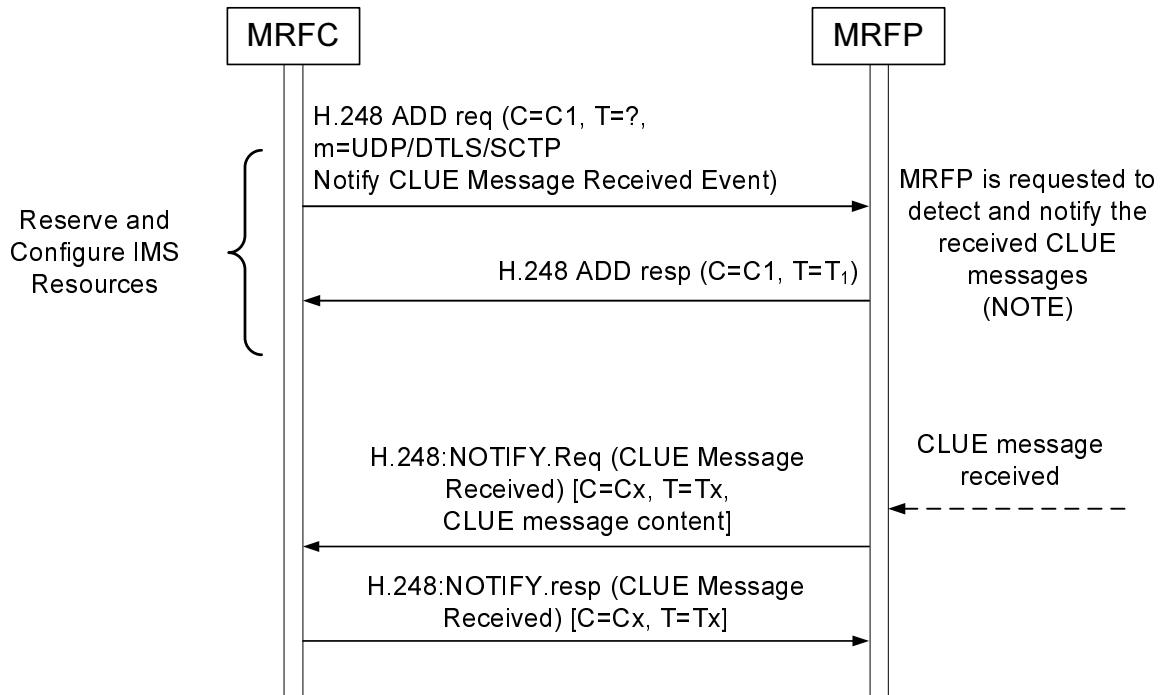 MRFC
MRFP
H.248 ADD req (C=C1, T=?,
m=UDP/DTLS/SCTP
Notify CLUE Message Received Event)
Reserve and
Configure IMS
Resources
MRFP is requested to
detect and notify the
received CLUE
messages
(NOTE)
H.248 ADD resp (C=C1, T=T₁)
CLUE message
received
H.248:NOTIFY.Req (CLUE Message
Received) [C=Cx, T=Tx,
CLUE message content]
H.248:NOTIFY.resp (CLUE Message
Received) [C=Cx, T=Tx]